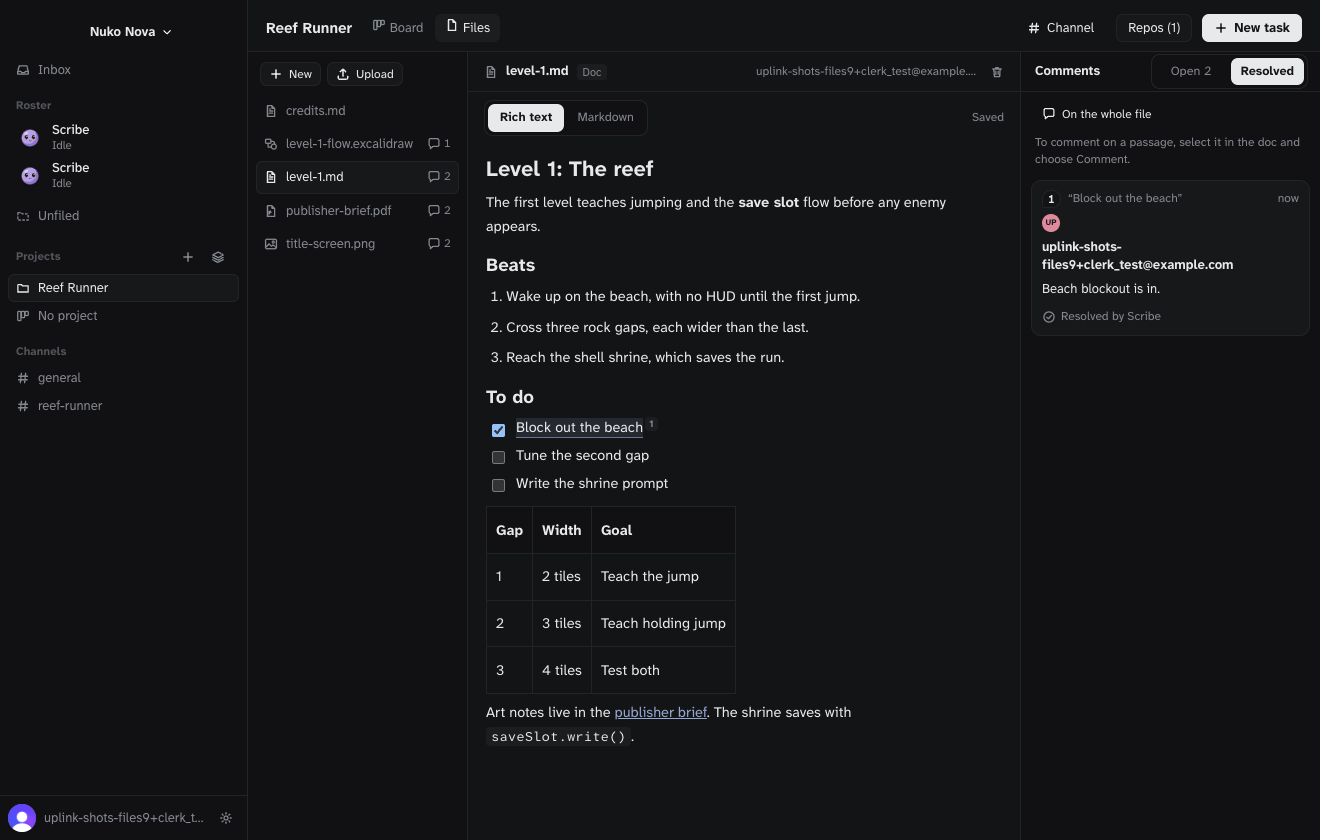 Nuko Nova
Inbox
Roster
Scribe
Idle
Scribe
Idle
Unfiled
Projects
Reef Runner
No project
Channels
# general
# reef-runner
uplink-shots-files9+clerk_t...
Reef Runner
Board
Files
# Channel
Repos (1)
+ New task
+ New
Upload
credits.md
level-1-flow.excalidraw 1
level-1.md 2
publisher-brief.pdf 2
title-screen.png 2
level-1.md Doc
uplink-shots-files9+clerk_test@example....
Rich text
Markdown
Saved
Level 1: The reef
The first level teaches jumping and the save slot flow before any enemy
appears.
Beats
1. Wake up on the beach, with no HUD until the first jump.
2. Cross three rock gaps, each wider than the last.
3. Reach the shell shrine, which saves the run.
To do
Block out the beach 1
Tune the second gap
Write the shrine prompt
Gap Width Goal
1 2 tiles Teach the jump
2 3 tiles Teach holding jump
3 4 tiles Test both
Art notes live in the publisher brief. The shrine saves with
saveSlot.write().
Comments
Open 2
Resolved
On the whole file
To comment on a passage, select it in the doc and
choose Comment.
1 “Block out the beach” now
UP
uplink-shots-
files9+clerk_test@example.com
Beach blockout is in.
Resolved by Scribe